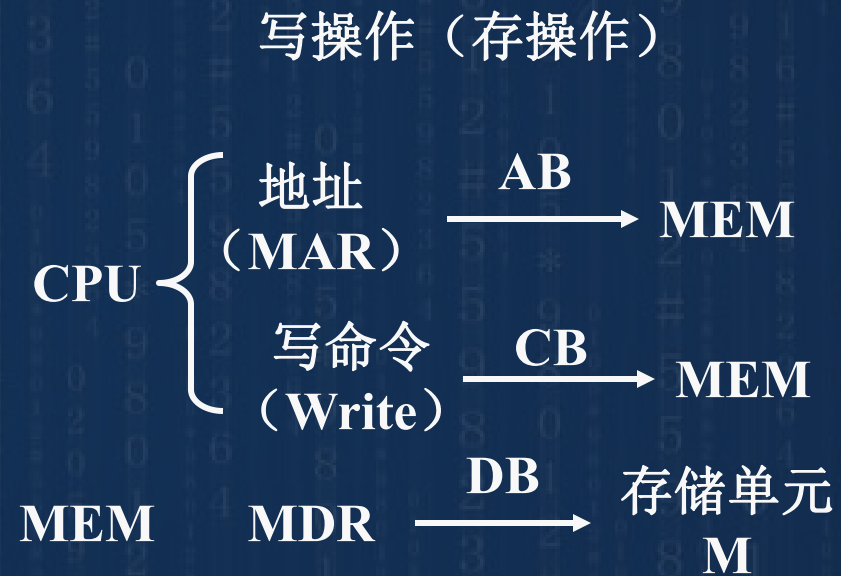 写操作（存操作）
CPU
地址
（MAR）
AB
MEM
写命令
（Write）
CB
MEM
MEM
MDR
DB
存储单元
M